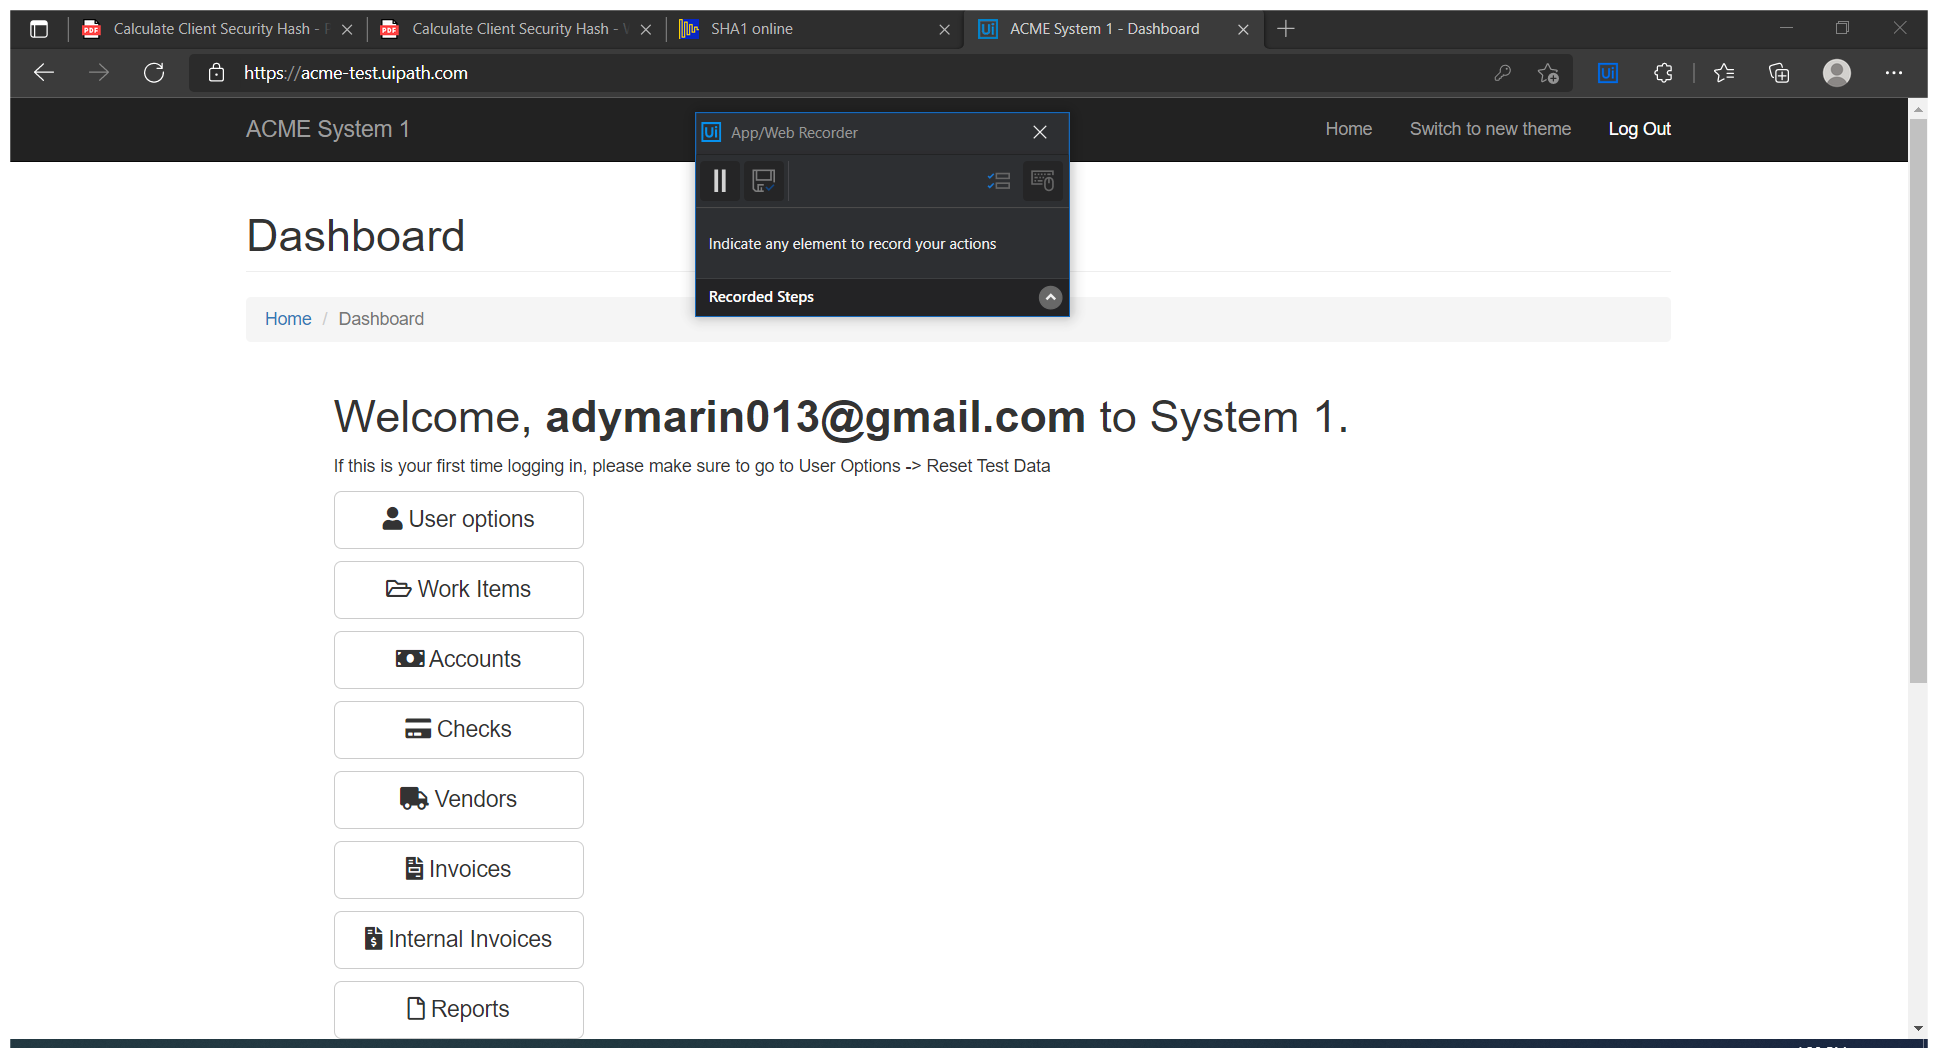 Calculate Client Security Hash -
Calculate Client Security Hash -
SHA1 online
ACME System 1 - Dashboard
https://acme-test.uipath.com
ACME System 1
Home
Switch to new theme
Log Out
Ui App/Web Recorder
Indicate any element to record your actions
Recorded Steps
Dashboard
Home / Dashboard
Welcome, adymarin013@gmail.com to System 1.
If this is your first time logging in, please make sure to go to User Options -> Reset Test Data
User options
Work Items
Accounts
Checks
Vendors
Invoices
Internal Invoices
Reports